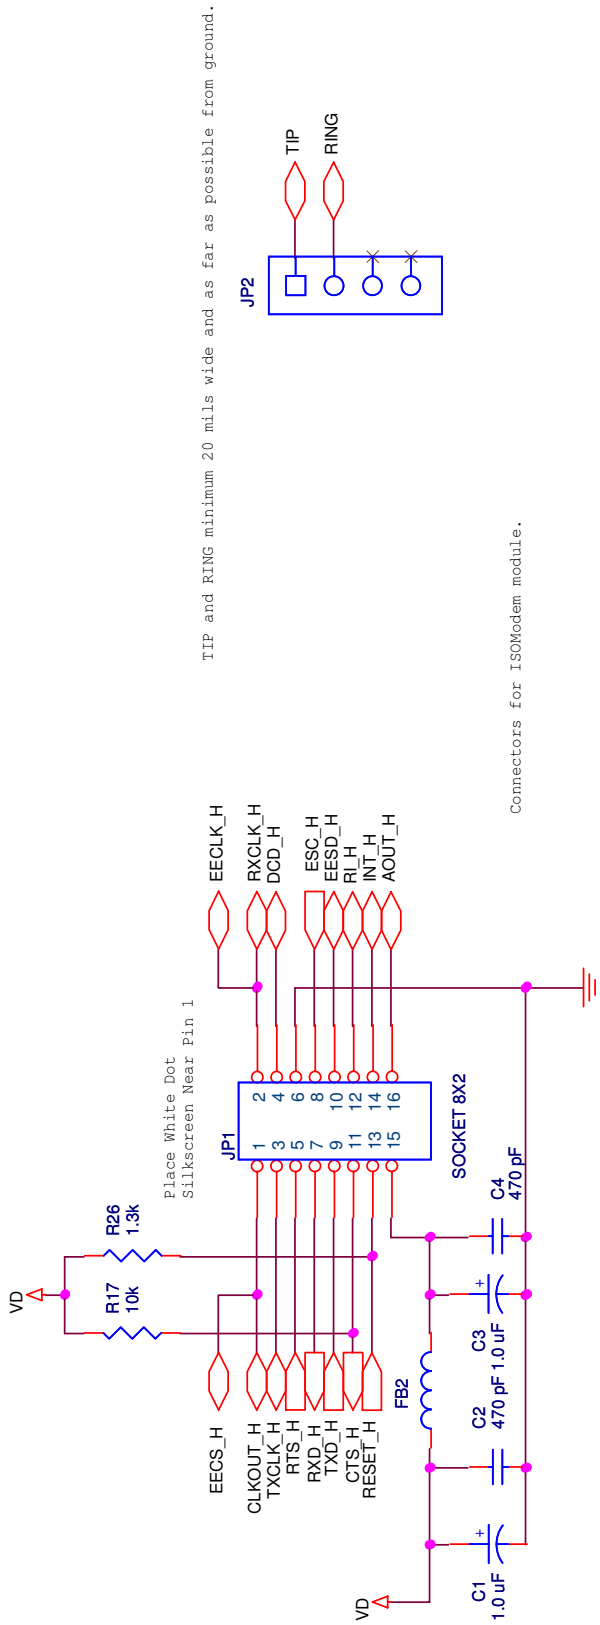 VD
R17
10k
R26
1.3k
Place White Dot
Silkscreen Near Pin 1
EECS_H
CLKOUT_H
TXCLK_H
RTS_H
RXD_H
TXD_H
CTS_H
RESET_H
JP1
1 2
3 4
5 6
7 8
9 10
11 12
13 14
15 16
SOCKET 8X2
EECLK_H
RXCLK_H
DCD_H
ESC_H
EESD_H
RI_H
INT_H
AOUT_H
TIP and RING minimum 20 mils wide and as far as possible from ground.
JP2
TIP
RING
VD
FB2
C1
1.0 uF
+
C2
470 pF
C3
1.0 uF
+
C4
470 pF
Connectors for ISOModem module.